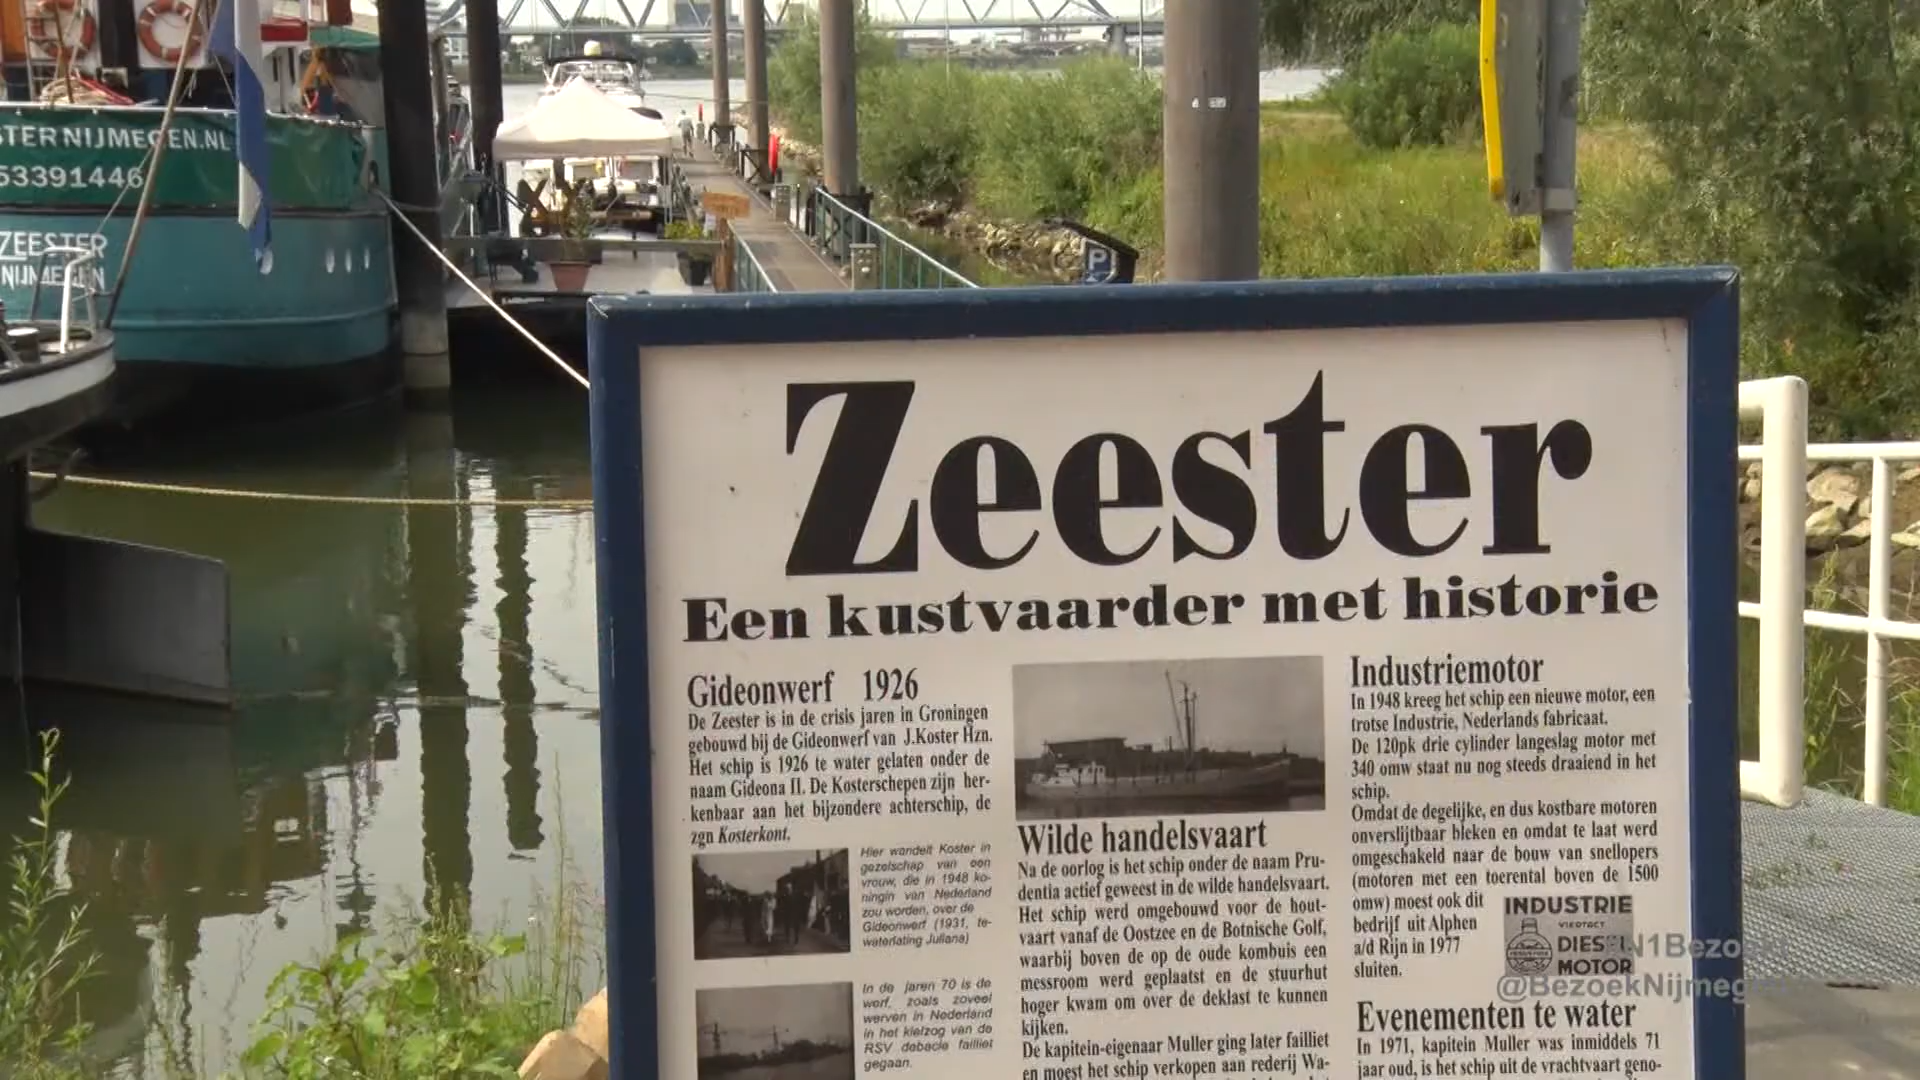 STERNIJMEGEN.NL
53391446
ZEESTER
NIJMEGEN
P
Zeester
Een kustvaarder met historie
Gideonwerf 1926
De Zeester is in de crisis jaren in Groningen
gebouwd bij de Gideonwerf van J.Koster Hzn.
Het schip is 1926 te water gelaten onder de
naam Gideona II. De Kosterschepen zijn her-
kenbaar aan het bijzondere achterschip, de
zgn Kosterkont.
Hier wandelt Koster in
gezelschap van een
vrouw, die in 1948 ko-
ningin van Nederland
zou worden, over de
Gideonwerf (1931, te-
waterlating Juliana)
In de jaren 70 is de
werf, zoals zoveel
werven in Nederland
in het kielzog van de
RSV debacle failliet
gegaan.
Wilde handelsvaart
Na de oorlog is het schip onder de naam Pru-
dentia actief geweest in de wilde handelsvaart.
Het schip werd omgebouwd voor de hout-
vaart vanaf de Oostzee en de Botnische Golf,
waarbij boven de op de oude kombuis een
messroom werd geplaatst en de stuurhut
hoger kwam om over de deklast te kunnen
kijken.
De kapitein-eigenaar Muller ging later failliet
en moest het schip verkopen aan rederij Wa-
Industriemotor
In 1948 kreeg het schip een nieuwe motor, een
trotse Industrie, Nederlands fabricaat.
De 120pk drie cylinder langeslag motor met
340 omw staat nu nog steeds draaiend in het
schip.
Omdat de degelijke, en dus kostbare motoren
onverslijtbaar bleken en omdat te laat werd
omgeschakeld naar de bouw van snellopers
(motoren met een toerental boven de 1500
omw) moest ook dit
bedrijf uit Alphen
a/d Rijn in 1977
sluiten.
INDUSTRIE
VIERTACT
DIESEL
MOTOR
N1Bezoek
@BezoekNijmegen
Evenementen te water
In 1971, kapitein Muller was inmiddels 71
jaar oud, is het schip uit de vrachtvaart geno-